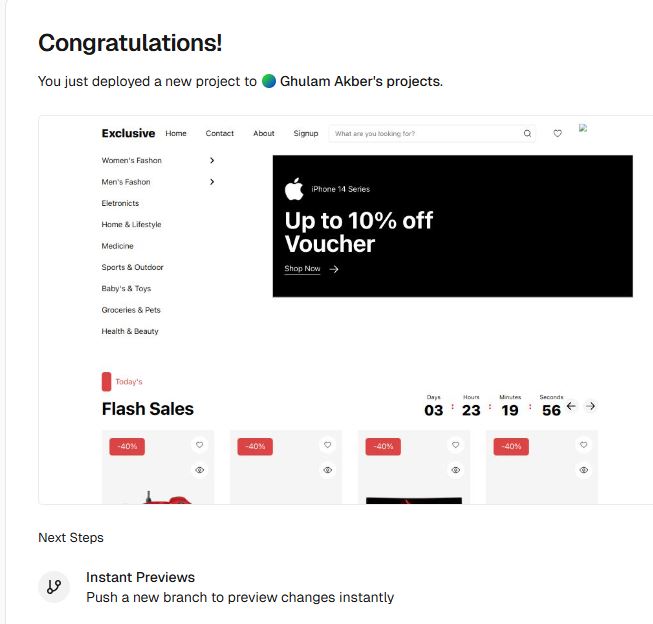 Congratulations!
You just deployed a new project to Ghulam Akber's projects.
Exclusive Home Contact About Signup What are you looking for?
Women's Fashon
Men's Fashon
Eletronicts
Home & Lifestyle
Medicine
Sports & Outdoor
Baby's & Toys
Groceries & Pets
Health & Beauty
iPhone 14 Series
Up to 10% off
Voucher
Shop Now
Today's
Flash Sales
Days Hours Minutes Seconds
03 : 23 : 19 : 56
-40% -40% -40% -40%
Next Steps
Instant Previews
Push a new branch to preview changes instantly